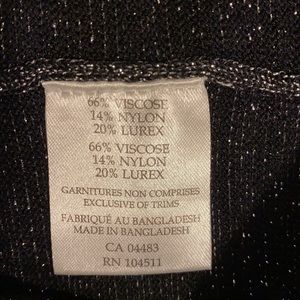 66% VISCOSE
14% NYLON
20% LUREX
66% VISCOSE
14% NYLON
20% LUREX
GARNITURES NON COMPRISES
EXCLUSIVE OF TRIMS
FABRIQUÉ AU BANGLADESH
MADE IN BANGLADESH
CA 04483
RN 104511